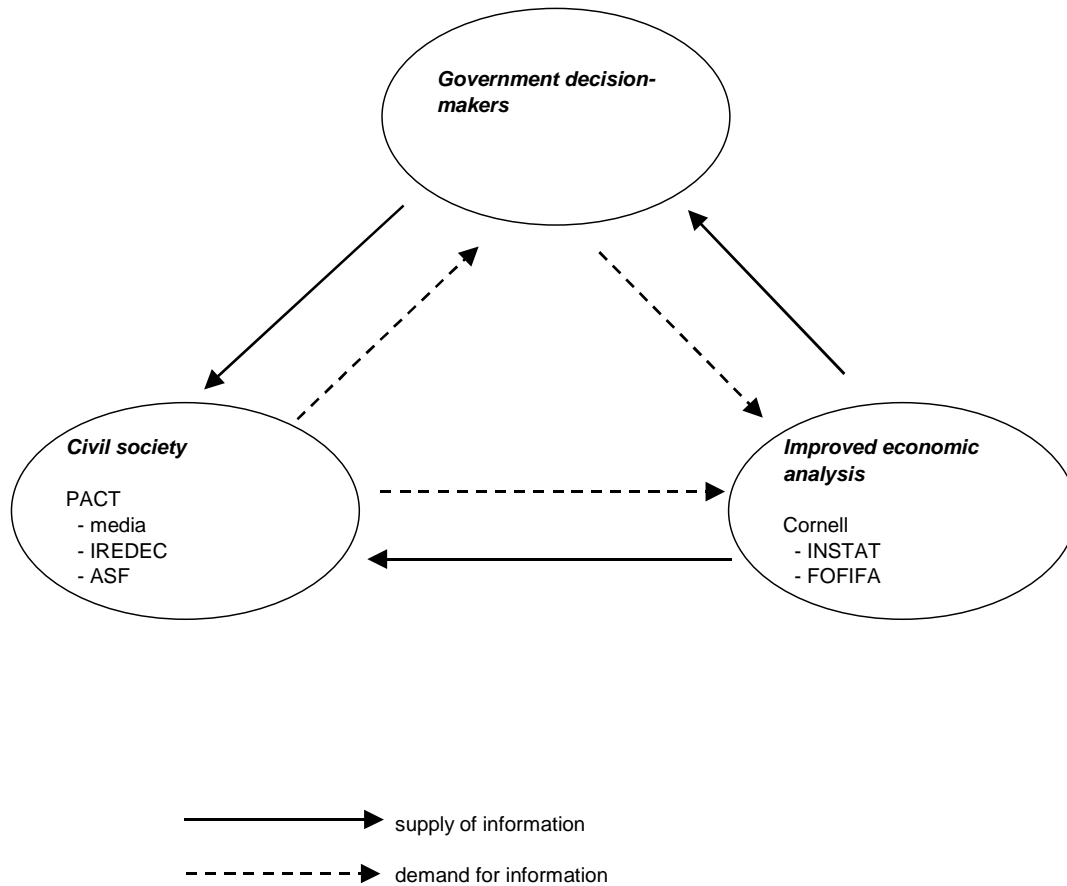 Government decision-
makers
Civil society
PACT
- media
- IREDEC
- ASF
Improved economic
analysis
Cornell
- INSTAT
- FOFIFA
supply of information
demand for information